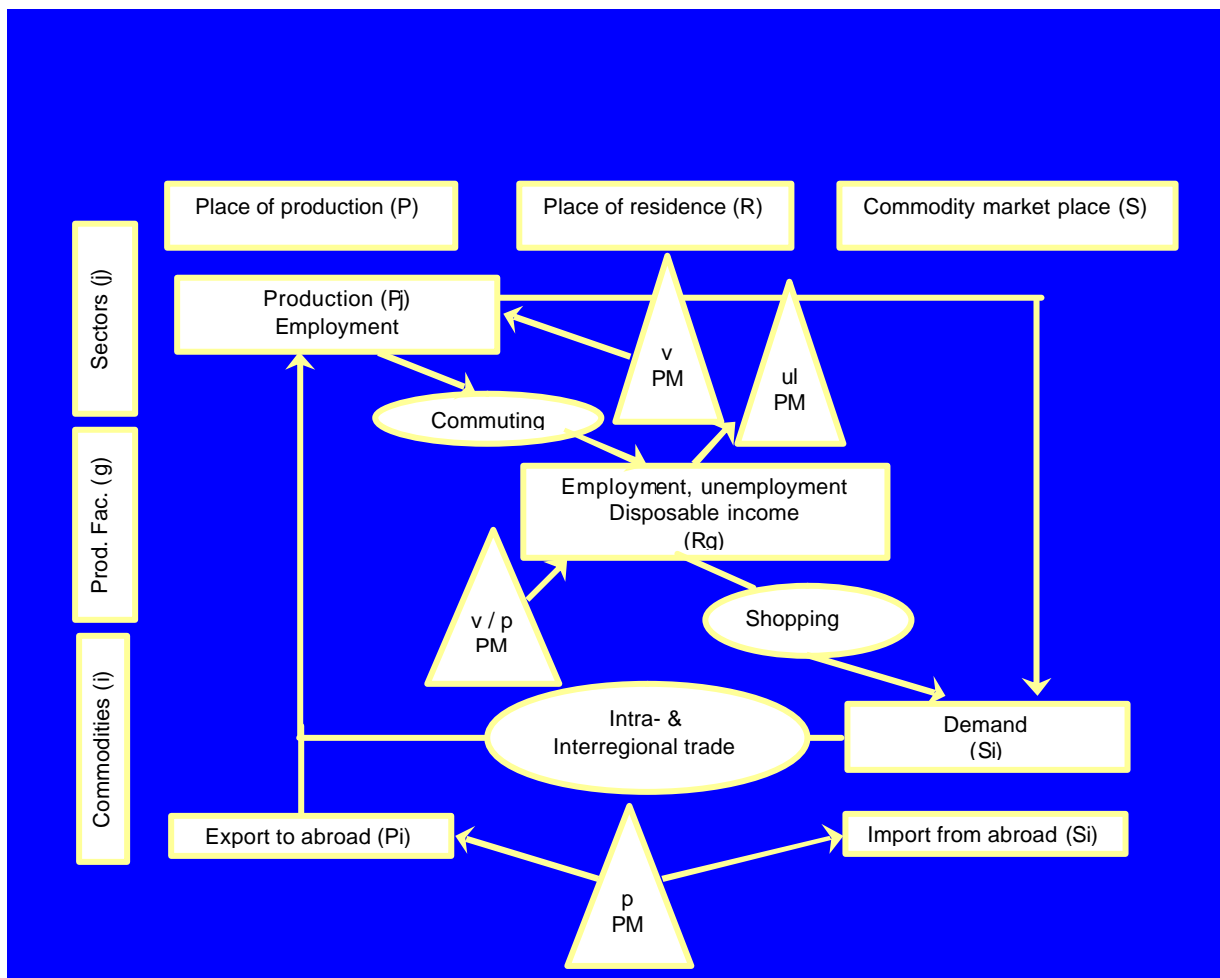 Place of production (P)
Place of residence (R)
Commodity market place (S)
Sectors (j)
Production (Pj)
Employment
v
PM
ul
PM
Commuting
Prod. Fac. (g)
Employment, unemployment
Disposable income
(Rg)
v / p
PM
Shopping
Commodities (i)
Intra- &
Interregional trade
Demand
(Si)
Export to abroad (Pi)
Import from abroad (Si)
p
PM